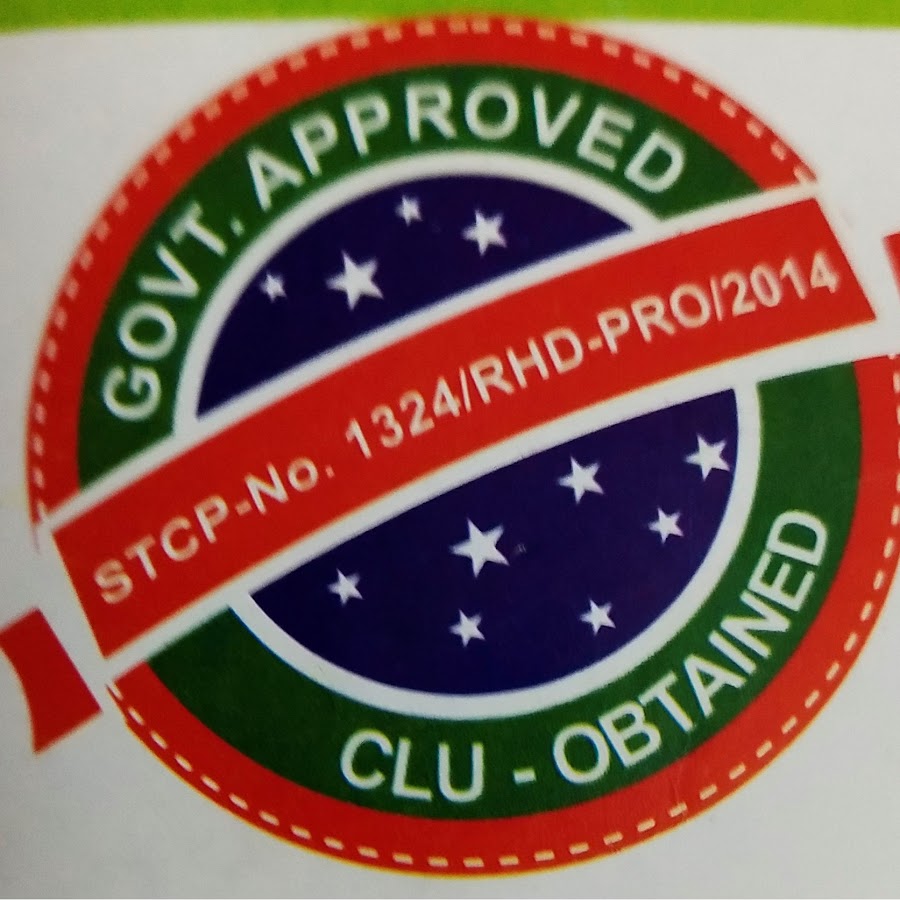 GOVT. APPROVED
STCP-No. 1324/RHD-PRO/2014
CLU - OBTAINED